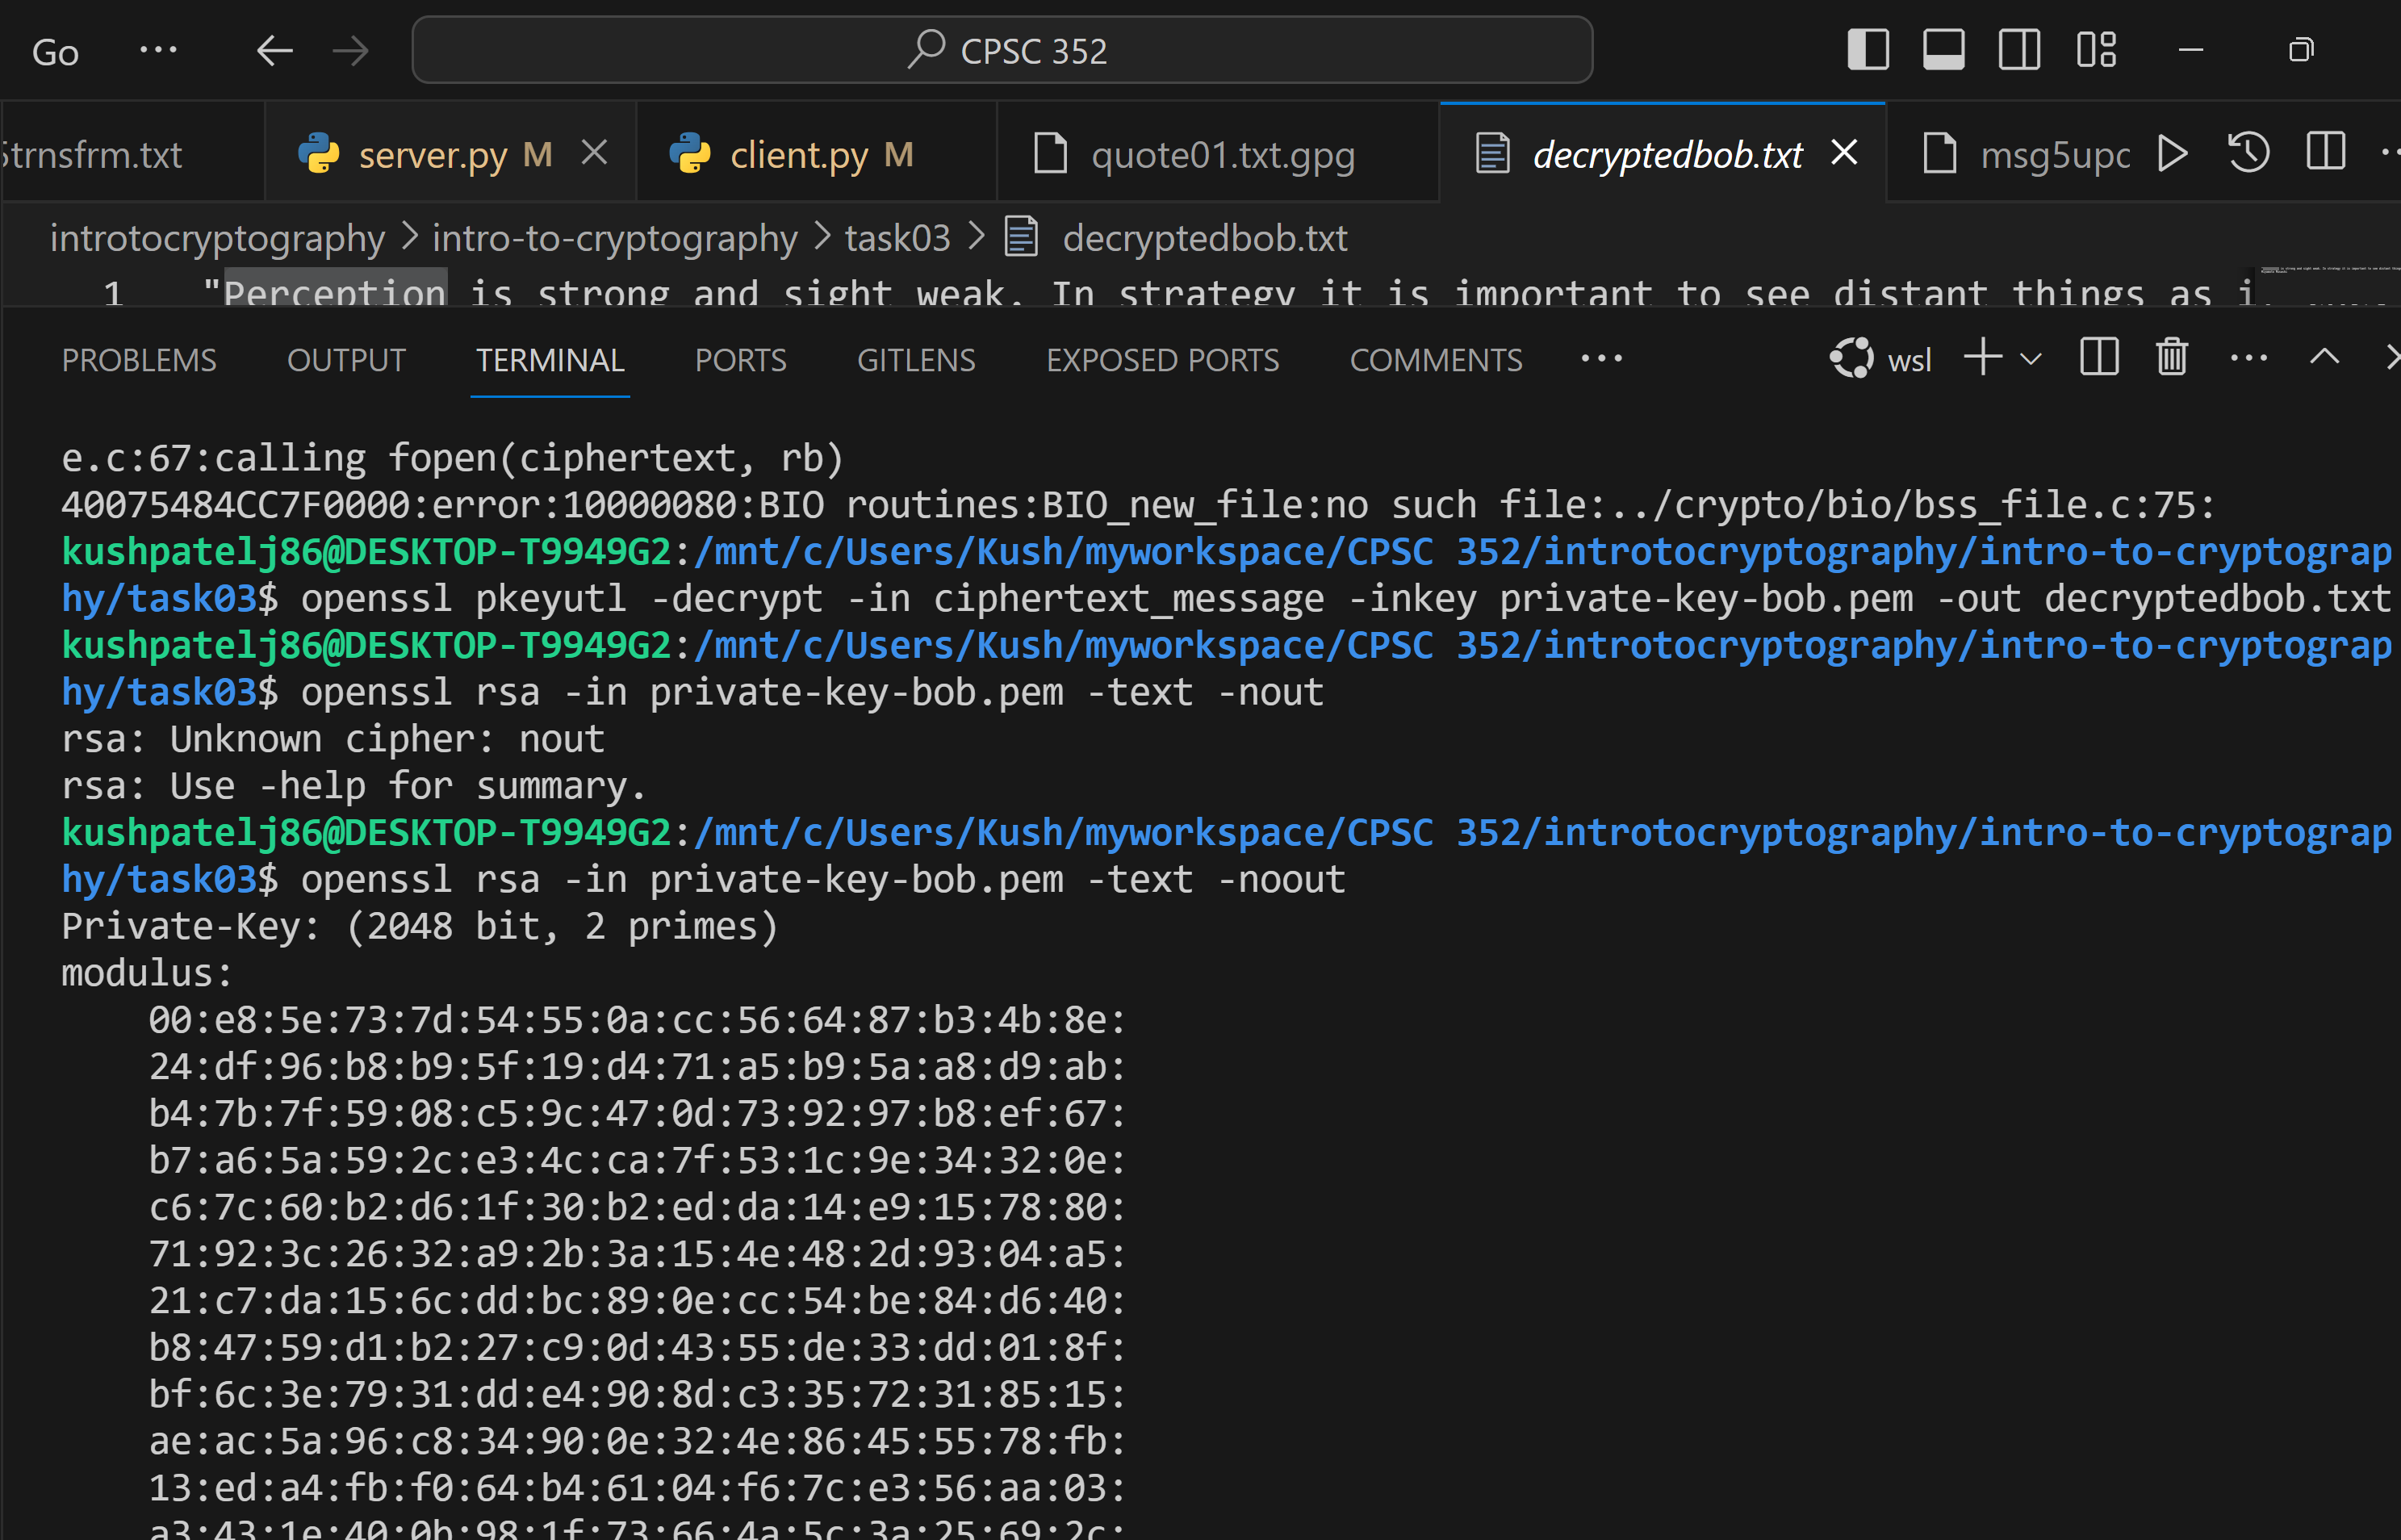 Go ··· CPSC 352
5trnsfrm.txt server.py M client.py M quote01.txt.gpg decryptedbob.txt msg5upc
introtocryptography > intro-to-cryptography > task03 > decryptedbob.txt
1 "Perception is strong and sight weak. In strategy it is important to see distant things as i
PROBLEMS OUTPUT TERMINAL PORTS GITLENS EXPOSED PORTS COMMENTS ··· wsl
e.c:67:calling fopen(ciphertext, rb)
40075484CC7F0000:error:10000080:BIO routines:BIO_new_file:no such file:../crypto/bio/bss_file.c:75:
kushpatelj86@DESKTOP-T9949G2:/mnt/c/Users/Kush/myworkspace/CPSC 352/introtocryptography/intro-to-cryptograp
hy/task03$ openssl pkeyutl -decrypt -in ciphertext_message -inkey private-key-bob.pem -out decryptedbob.txt
kushpatelj86@DESKTOP-T9949G2:/mnt/c/Users/Kush/myworkspace/CPSC 352/introtocryptography/intro-to-cryptograp
hy/task03$ openssl rsa -in private-key-bob.pem -text -nout
rsa: Unknown cipher: nout
rsa: Use -help for summary.
kushpatelj86@DESKTOP-T9949G2:/mnt/c/Users/Kush/myworkspace/CPSC 352/introtocryptography/intro-to-cryptograp
hy/task03$ openssl rsa -in private-key-bob.pem -text -noout
Private-Key: (2048 bit, 2 primes)
modulus:
00:e8:5e:73:7d:54:55:0a:cc:56:64:87:b3:4b:8e:
24:df:96:b8:b9:5f:19:d4:71:a5:b9:5a:a8:d9:ab:
b4:7b:7f:59:08:c5:9c:47:0d:73:92:97:b8:ef:67:
b7:a6:5a:59:2c:e3:4c:ca:7f:53:1c:9e:34:32:0e:
c6:7c:60:b2:d6:1f:30:b2:ed:da:14:e9:15:78:80:
71:92:3c:26:32:a9:2b:3a:15:4e:48:2d:93:04:a5:
21:c7:da:15:6c:dd:bc:89:0e:cc:54:be:84:d6:40:
b8:47:59:d1:b2:27:c9:0d:43:55:de:33:dd:01:8f:
bf:6c:3e:79:31:dd:e4:90:8d:c3:35:72:31:85:15:
ae:ac:5a:96:c8:34:90:0e:32:4e:86:45:55:78:fb:
13:ed:a4:fb:f0:64:b4:61:04:f6:7c:e3:56:aa:03:
a3:43:1e:40:0b:98:1f:73:66:4a:5c:3a:25:69:2c: